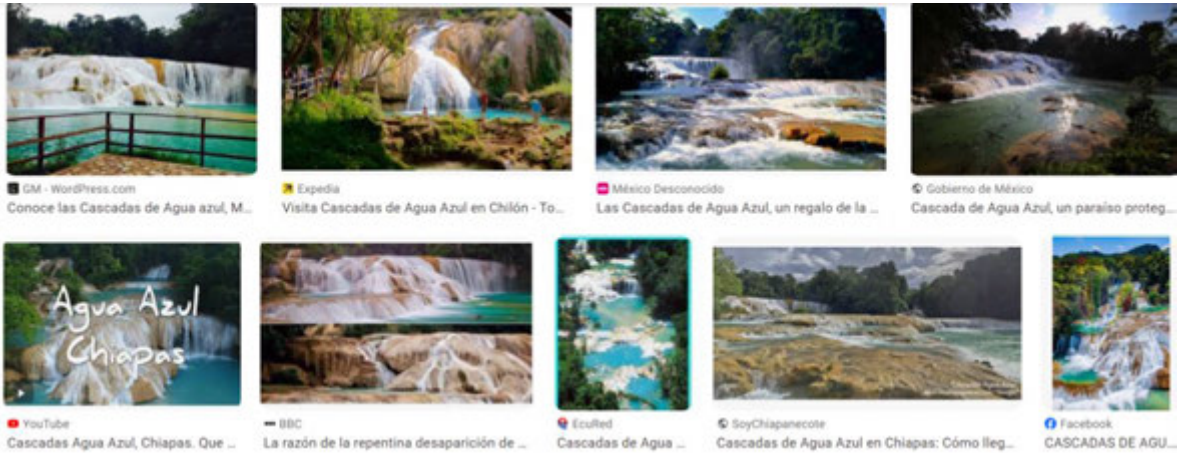 GM - WordPress.com
Conoce las Cascadas de Agua azul, M...
Expedia
Visita Cascadas de Agua Azul en Chilón - To...
México Desconocido
Las Cascadas de Agua Azul, un regalo de la ...
Gobierno de México
Cascada de Agua Azul, un paraíso proteg...
Agua Azul
Chiapas
YouTube
Cascadas Agua Azul, Chiapas. Que ...
BBC
La razón de la repentina desaparición de ...
EcuRed
Cascadas de Agua ...
SoyChiapanecote
Cascadas de Agua Azul en Chiapas: Cómo lleg...
Facebook
CASCADAS DE AGU...